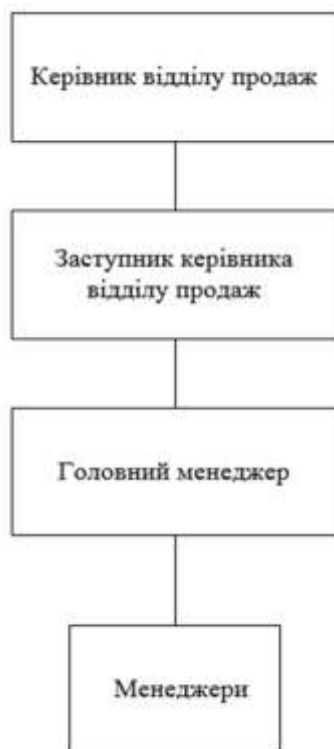 Керівник відділу продаж
Заступник керівника
відділу продаж
Головний менеджер
Менеджери